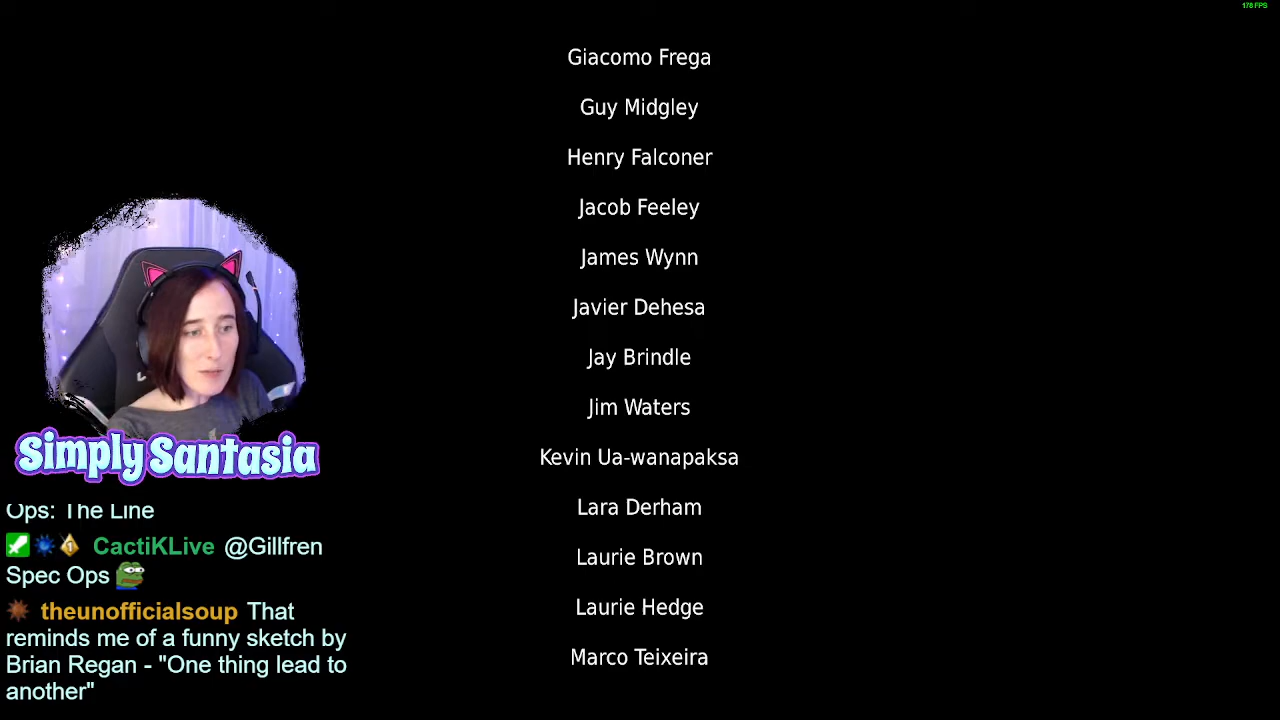 178 FPS
Giacomo Frega
Guy Midgley
Henry Falconer
Jacob Feeley
James Wynn
Javier Dehesa
Jay Brindle
Jim Waters
Kevin Ua-wanapaksa
Lara Derham
Laurie Brown
Laurie Hedge
Marco Teixeira
Simply Santasia
Ops: The Line
CactiKLive @Gillfren
Spec Ops
theunofficialsoup That
reminds me of a funny sketch by
Brian Regan - "One thing lead to
another"